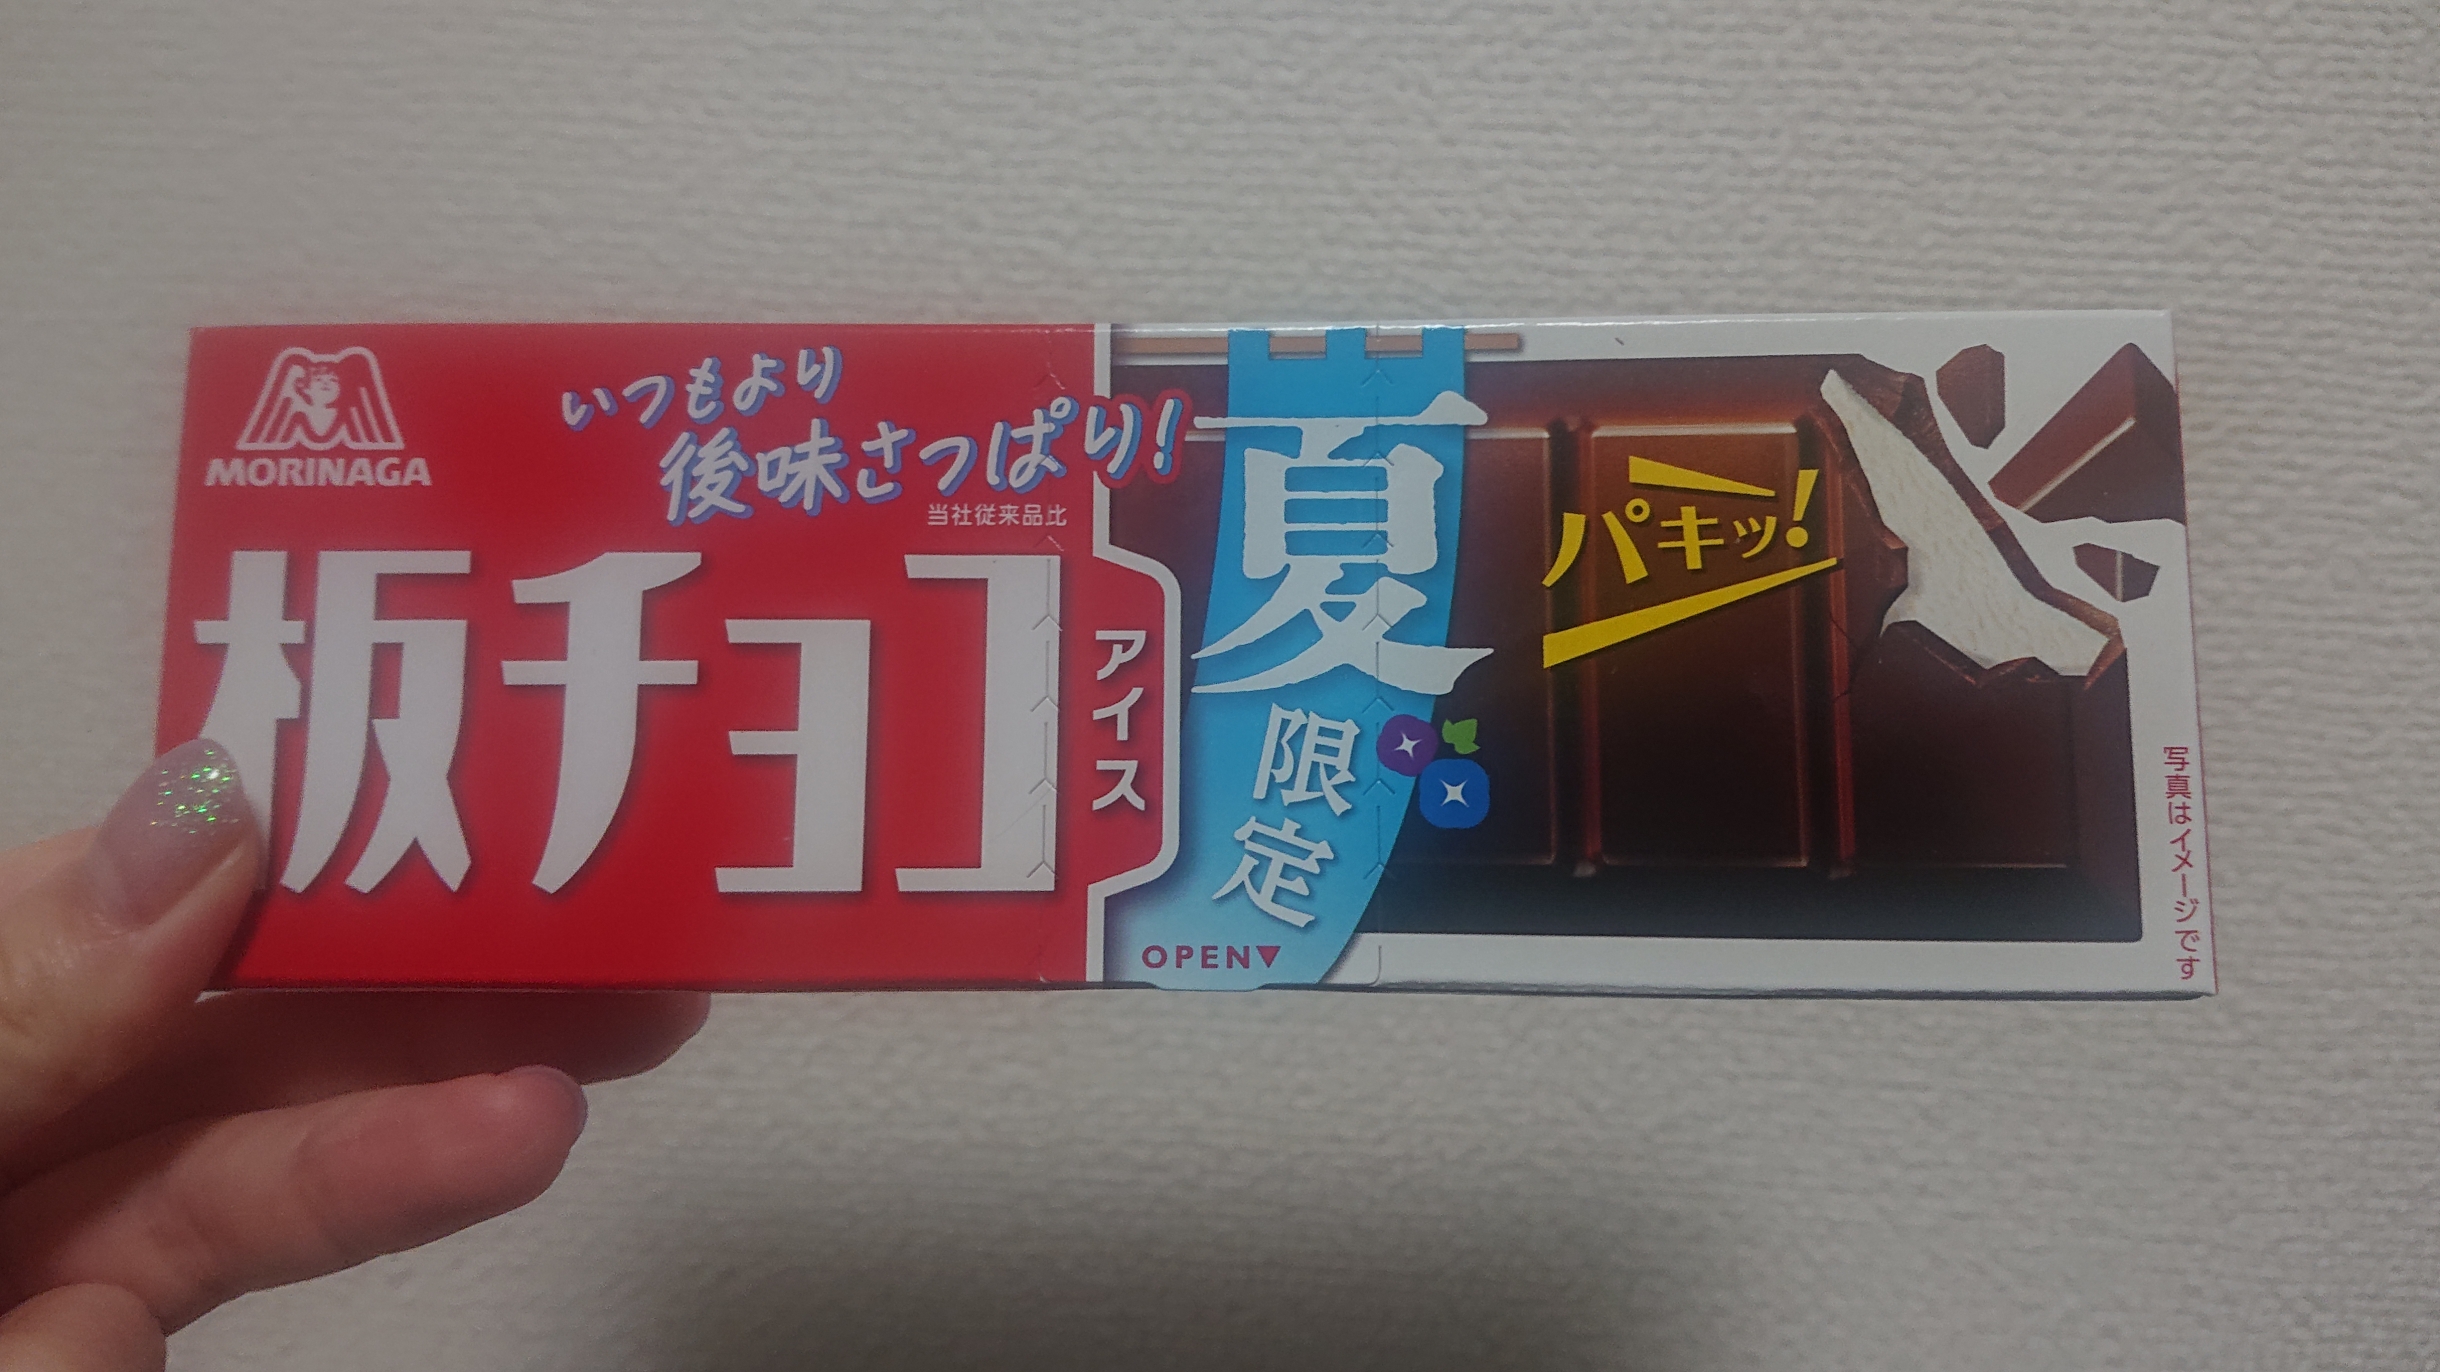 MORINAGA
いつもより
後味さっぱり!
当社従来品比
板チョコ
アイス
夏
限定
OPEN▼
パキッ!
写真はイメージです